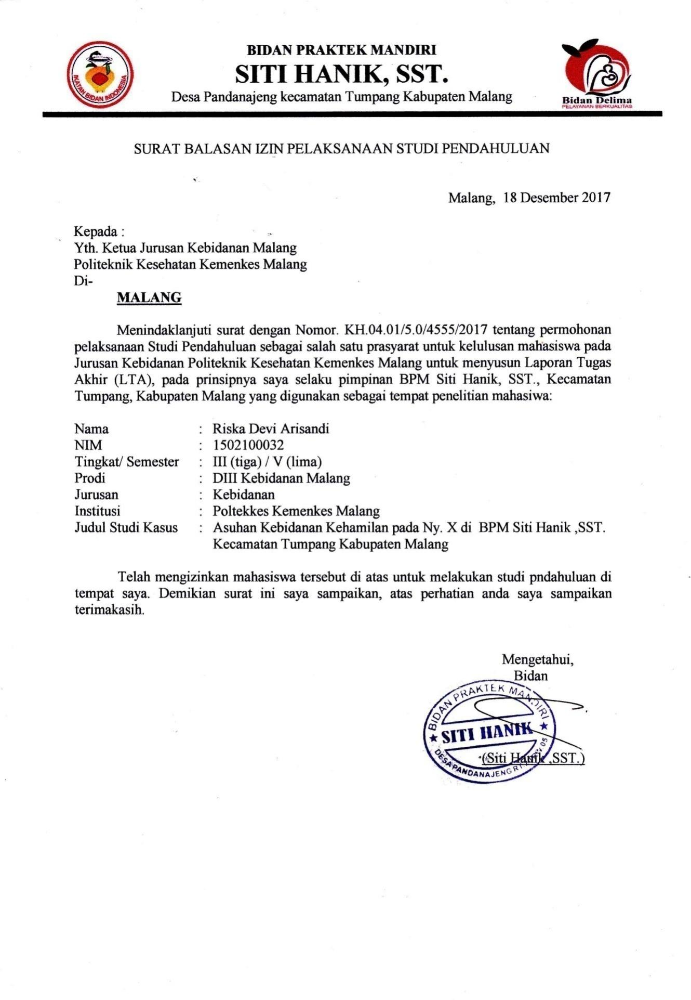 IKATAN BIDAN INDONESIA
BIDAN PRAKTEK MANDIRI
SITI HANIK, SST.
Desa Pandanajeng kecamatan Tumpang Kabupaten Malang
Bidan Delima
PELAYANAN BERKUALITAS
SURAT BALASAN IZIN PELAKSANAAN STUDI PENDAHULUAN
Malang, 18 Desember 2017
Kepada :
Yth. Ketua Jurusan Kebidanan Malang
Politeknik Kesehatan Kemenkes Malang
Di-
MALANG
Menindaklanjuti surat dengan Nomor. KH.04.01/5.0/4555/2017 tentang permohonan
pelaksanaan Studi Pendahuluan sebagai salah satu prasyarat untuk kelulusan mahasiswa pada
Jurusan Kebidanan Politeknik Kesehatan Kemenkes Malang untuk menyusun Laporan Tugas
Akhir (LTA), pada prinsipnya saya selaku pimpinan BPM Siti Hanik, SST., Kecamatan
Tumpang, Kabupaten Malang yang digunakan sebagai tempat penelitian mahasiwa:
Nama : Riska Devi Arisandi
NIM : 1502100032
Tingkat/ Semester : III (tiga) / V (lima)
Prodi : DIII Kebidanan Malang
Jurusan : Kebidanan
Institusi : Poltekkes Kemenkes Malang
Judul Studi Kasus : Asuhan Kebidanan Kehamilan pada Ny. X di BPM Siti Hanik ,SST.
Kecamatan Tumpang Kabupaten Malang
Telah mengizinkan mahasiswa tersebut di atas untuk melakukan studi pndahuluan di
tempat saya. Demikian surat ini saya sampaikan, atas perhatian anda saya sampaikan
terimakasih.
Mengetahui,
Bidan
BIDAN PRAKTEK MANDIRI
SITI HANIK
DESA PANDANAJENG
(Siti Hanik ,SST.)